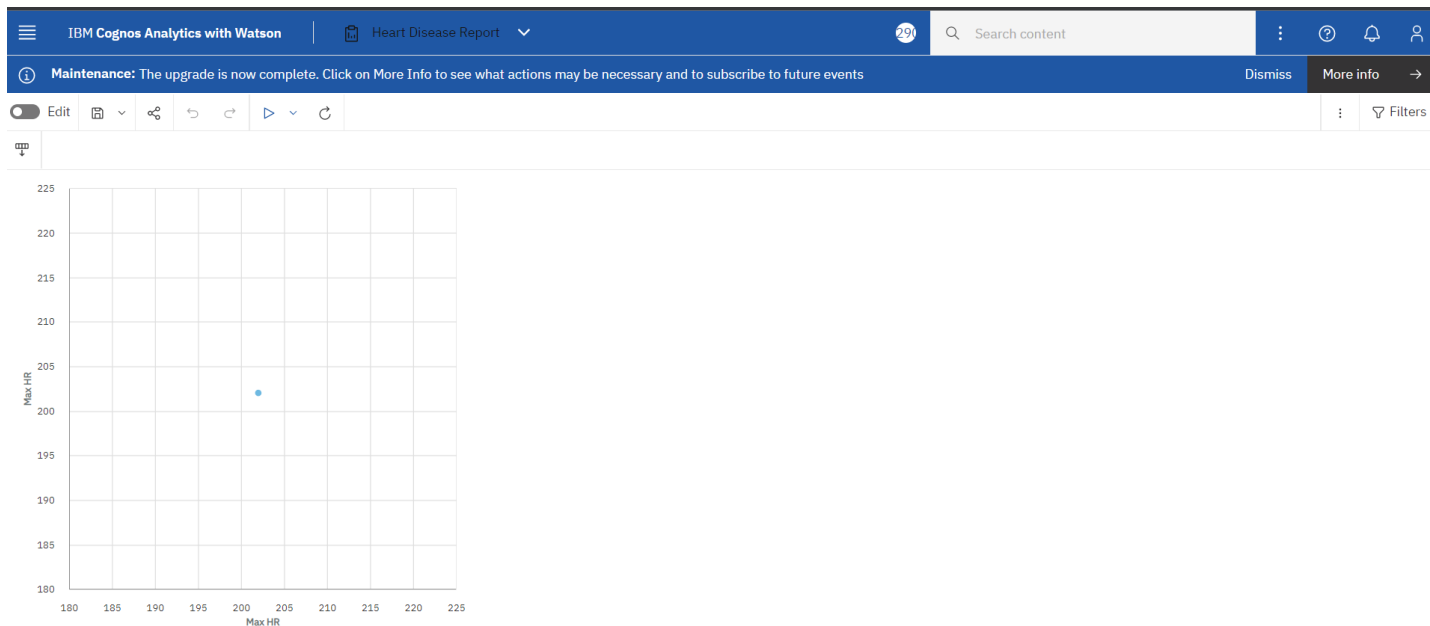 IBM Cognos Analytics with Watson
Heart Disease Report
290
Search content
Maintenance: The upgrade is now complete. Click on More Info to see what actions may be necessary and to subscribe to future events
Dismiss
More info
Edit
Filters
225
220
215
210
205
200
195
190
185
180
Max HR
180 185 190 195 200 205 210 215 220 225
Max HR